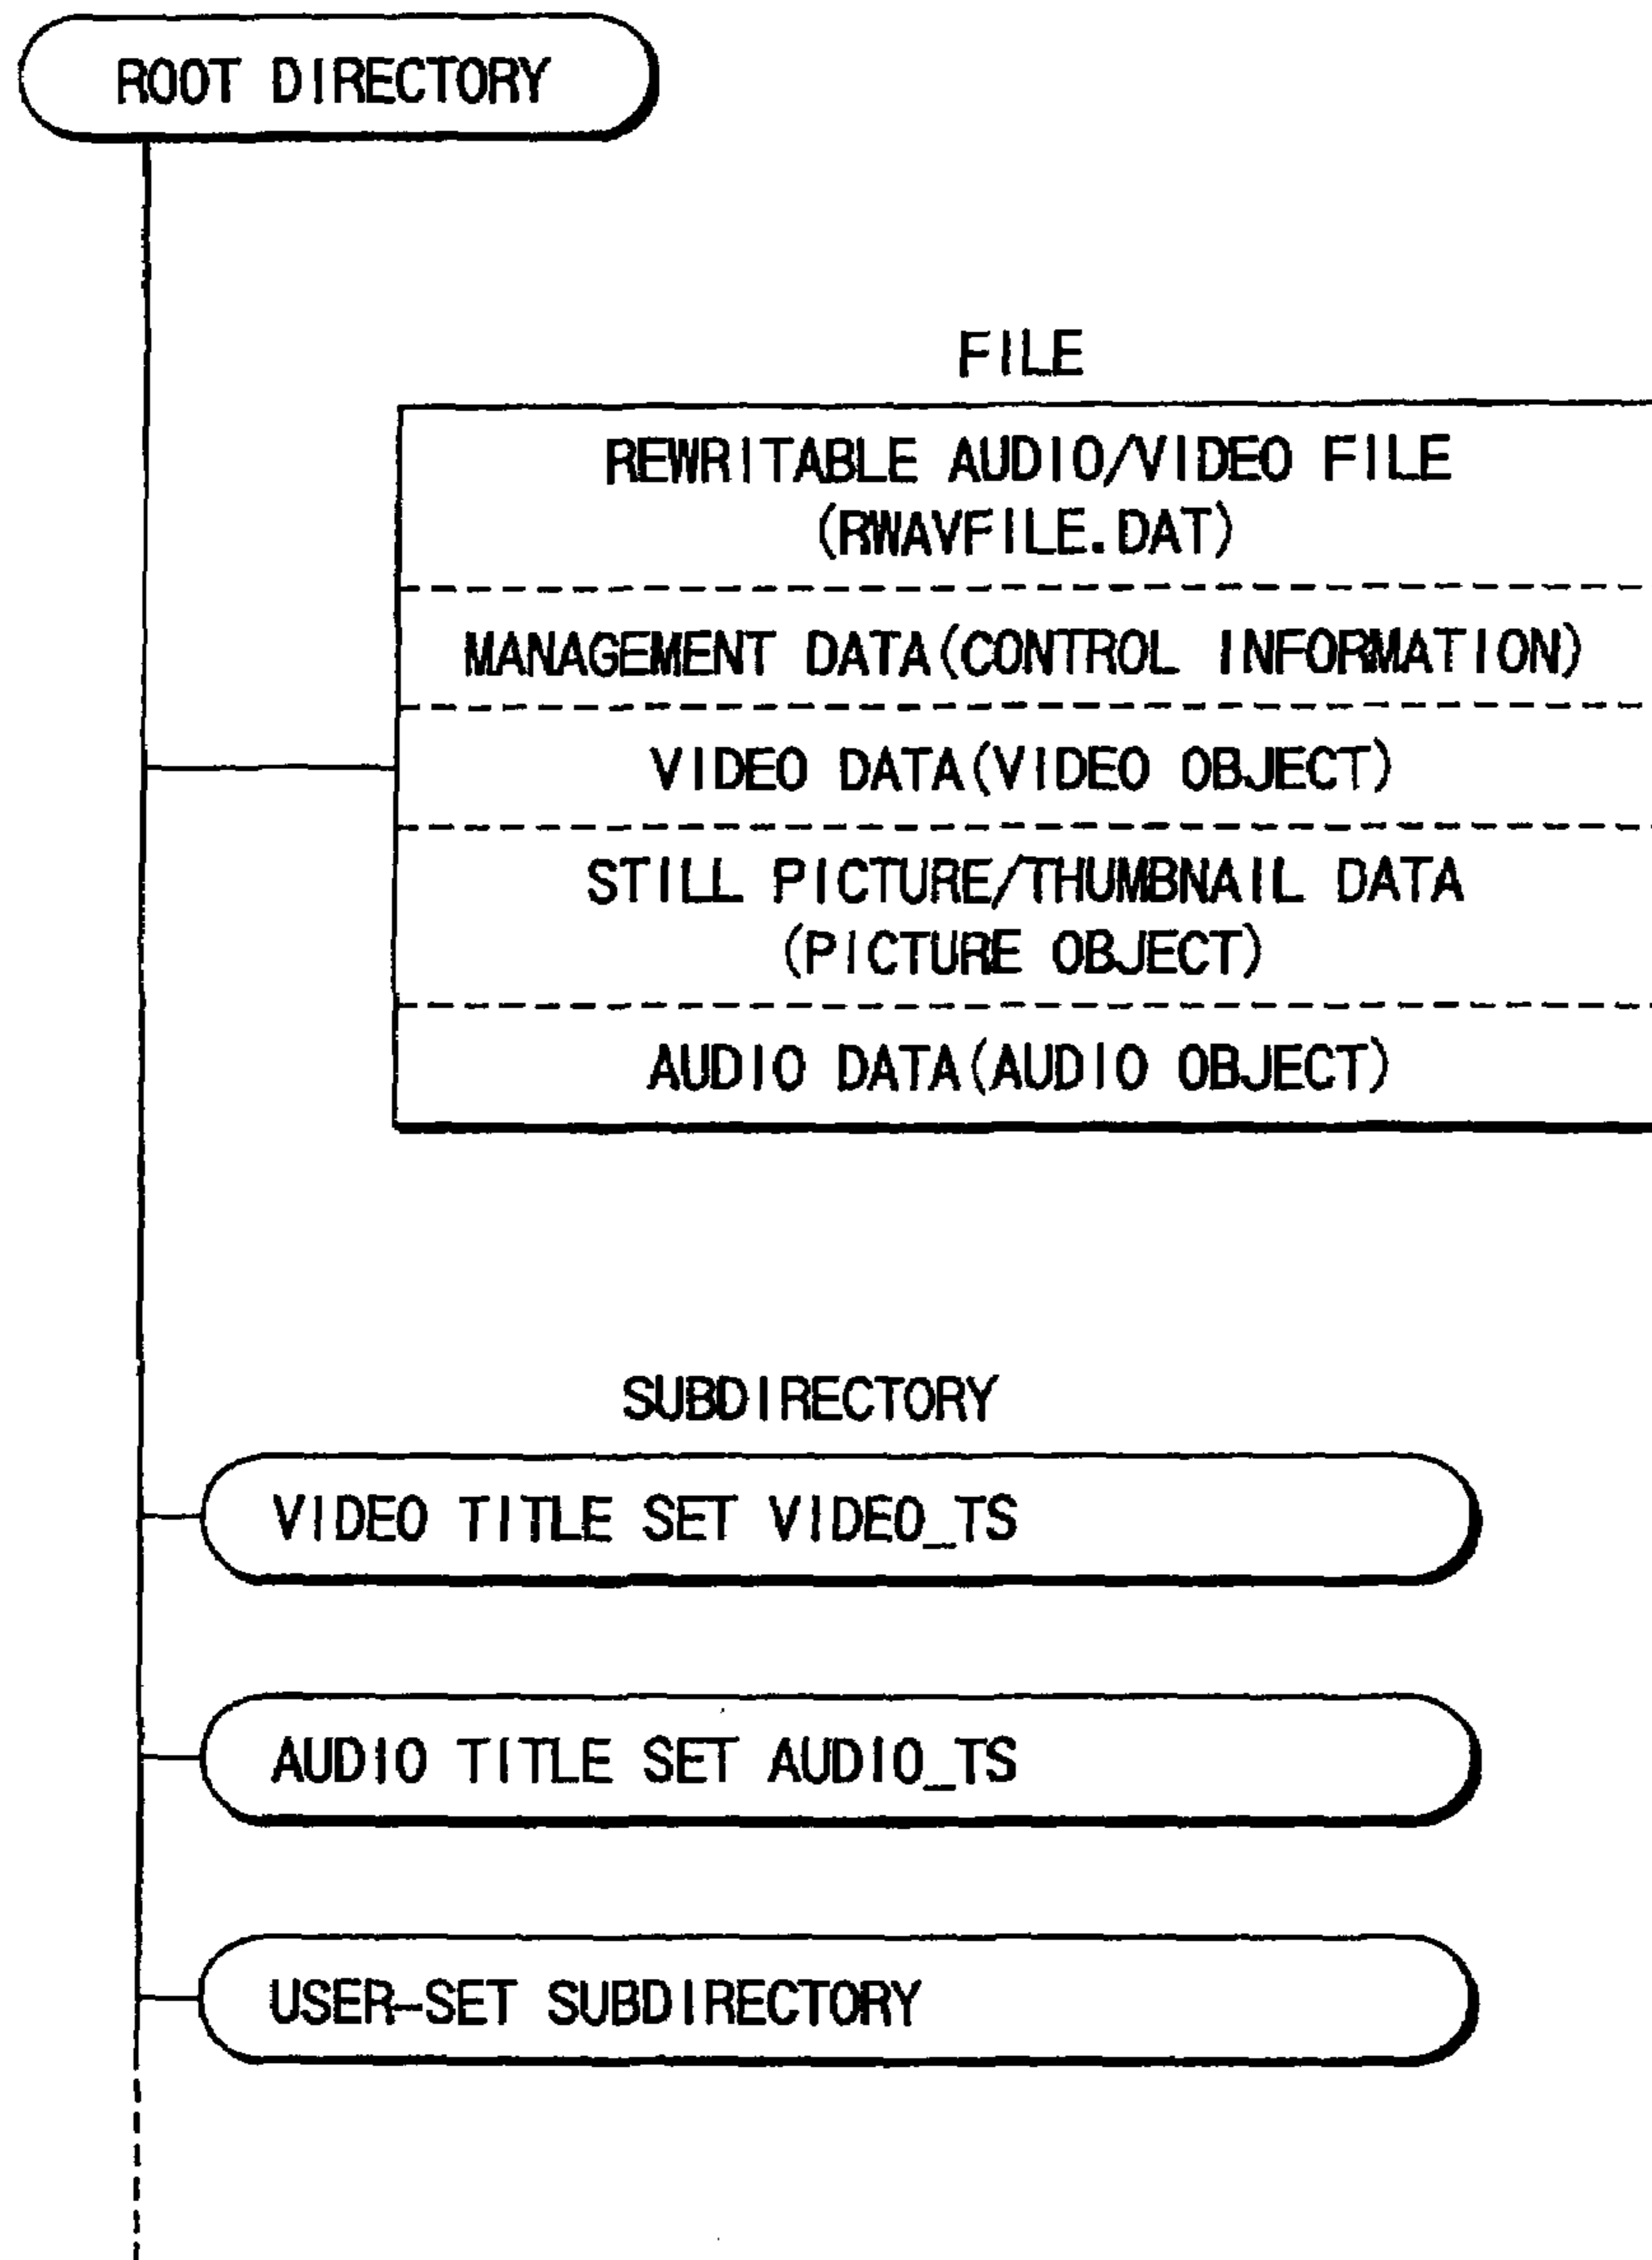 ROOT DIRECTORY
FILE
REWRITABLE AUDIO/VIDEO FILE
(RWAVFILE.DAT)
MANAGEMENT DATA(CONTROL INFORMATION)
VIDEO DATA(VIDEO OBJECT)
STILL PICTURE/THUMBNAIL DATA
(PICTURE OBJECT)
AUDIO DATA(AUDIO OBJECT)
SUBDIRECTORY
VIDEO TITLE SET VIDEO_TS
AUDIO TITLE SET AUDIO_TS
USER-SET SUBDIRECTORY